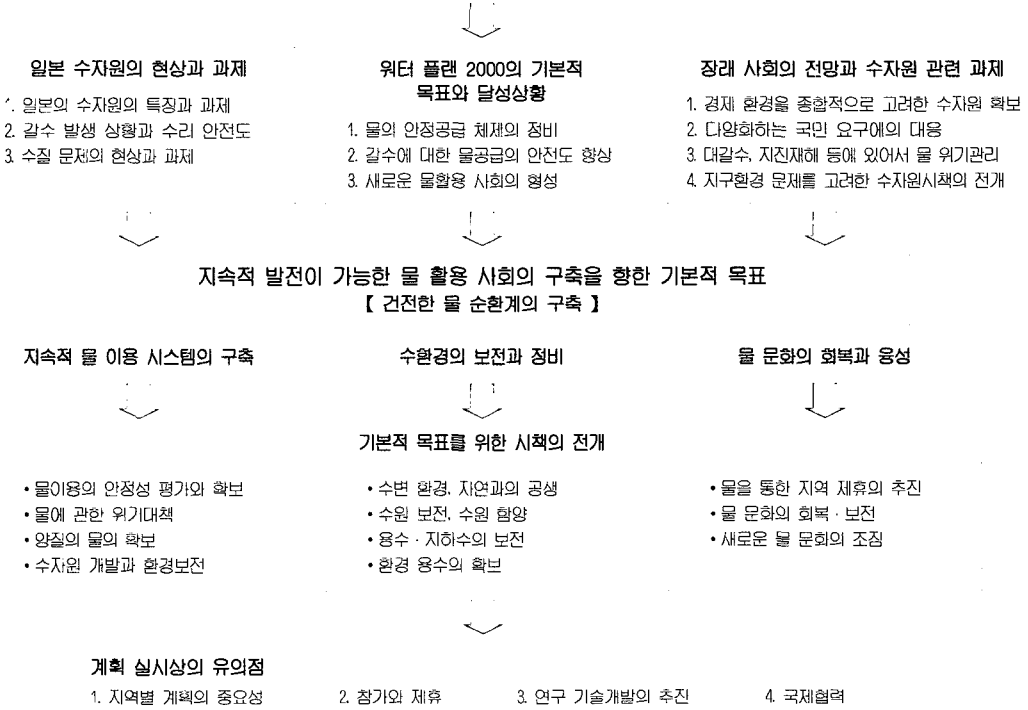 일본 수자원의 현상과 과제
1. 일본의 수자원의 특징과 과제
2. 갈수 발생 상황과 수리 안전도
3. 수질 문제의 현상과 과제
워터 플랜 2000의 기본적
목표와 달성상황
1. 물의 안정공급 체제의 정비
2. 갈수에 대한 물공급의 안전도 향상
3. 새로운 물활용 사회의 형성
장래 사회의 전망과 수자원 관련 과제
1. 경제 환경을 종합적으로 고려한 수자원 확보
2. 다양화하는 국민 요구에의 대응
3. 대갈수, 지진재해 등에 있어서 물 위기관리
4. 지구환경 문제를 고려한 수자원시책의 전개
지속적 발전이 가능한 물 활용 사회의 구축을 향한 기본적 목표
【 건전한 물 순환계의 구축 】
지속적 물 이용 시스템의 구축
수환경의 보전과 정비
물 문화의 회복과 융성
기본적 목표를 위한 시책의 전개
• 물이용의 안정성 평가와 확보
• 물에 관한 위기대책
• 양질의 물의 확보
• 수자원 개발과 환경보전
• 수변 환경, 자연과의 공생
• 수원 보전, 수원 함양
• 용수 · 지하수의 보전
• 환경 용수의 확보
• 물을 통한 지역 제휴의 추진
• 물 문화의 회복 · 보전
• 새로운 물 문화의 조짐
계획 실시상의 유의점
1. 지역별 계획의 중요성
2. 참가와 제휴
3. 연구 기술개발의 추진
4. 국제협력